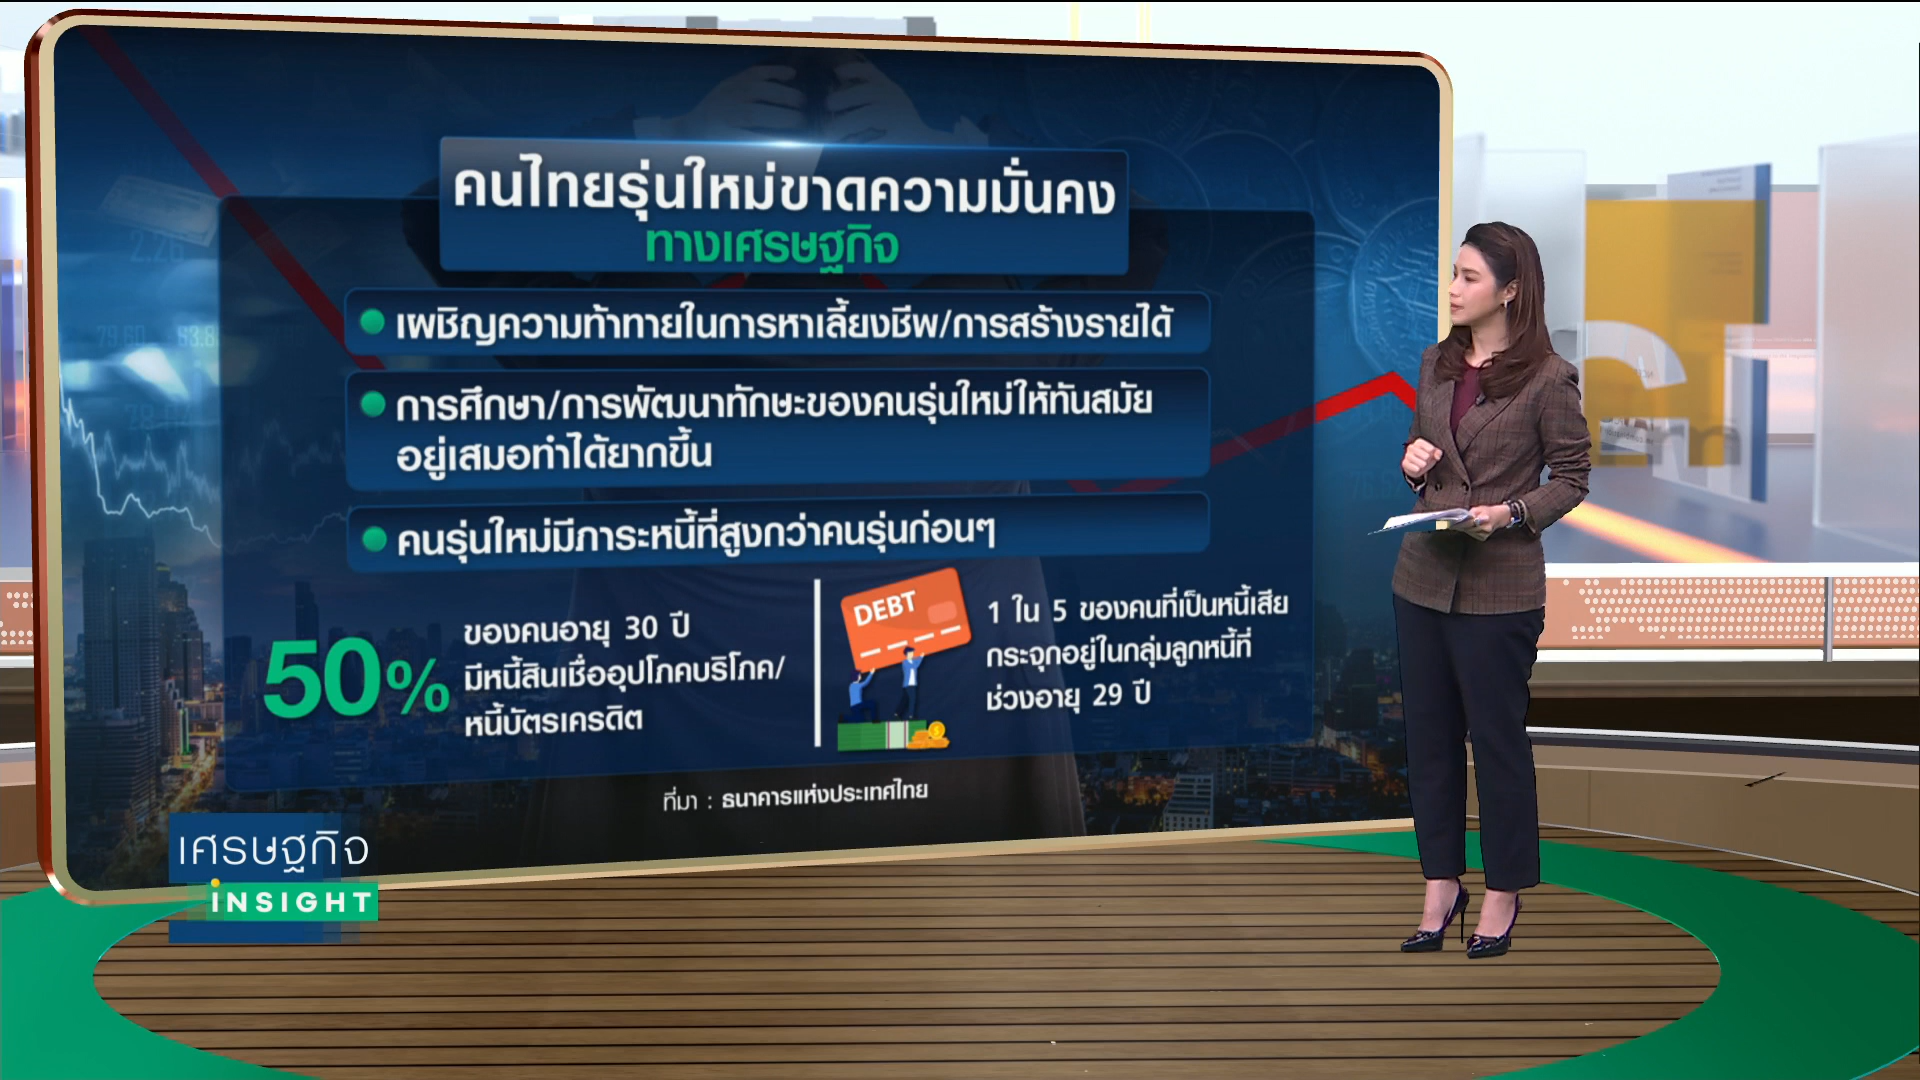 คนไทยรุ่นใหม่ขาดความมั่นคง
ทางเศรษฐกิจ
เผชิญความท้าทายในการหาเลี้ยงชีพ/การสร้างรายได้
การศึกษา/การพัฒนาทักษะของคนรุ่นใหม่ให้ทันสมัย
อยู่เสมอทำได้ยากขึ้น
คนรุ่นใหม่มีภาระหนี้ที่สูงกว่าคนรุ่นก่อนๆ
50%
ของคนอายุ 30 ปี
มีหนี้สินเชื่ออุปโภคบริโภค/
หนี้บัตรเครดิต
DEBT
1 ใน 5 ของคนที่เป็นหนี้เสีย
กระจุกอยู่ในกลุ่มลูกหนี้ที่
ช่วงอายุ 29 ปี
ที่มา : ธนาคารแห่งประเทศไทย
เศรษฐกิจ
INSIGHT